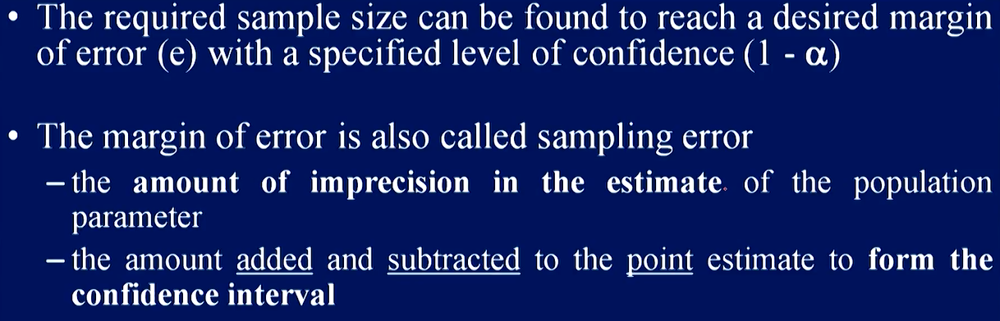 • The required sample size can be found to reach a desired margin
of error (e) with a specified level of confidence (1 - α)
• The margin of error is also called sampling error
– the amount of imprecision in the estimate of the population
parameter
– the amount added and subtracted to the point estimate to form the
confidence interval